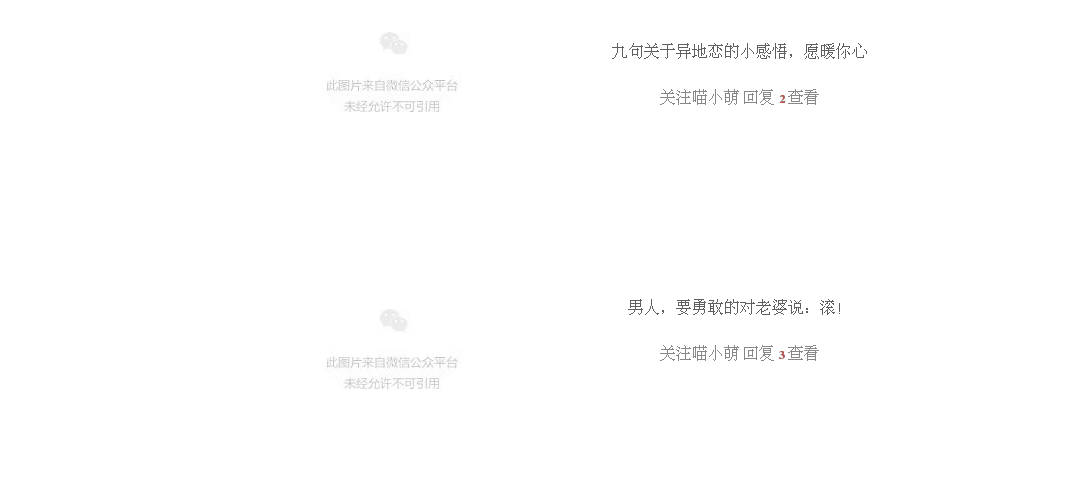 此图片来自微信公众平台
未经允许不可引用
九句关于异地恋的小感悟，愿暖你心
关注喵小萌 回复 2 查看
此图片来自微信公众平台
未经允许不可引用
男人，要勇敢的对老婆说：滚！
关注喵小萌 回复 3 查看